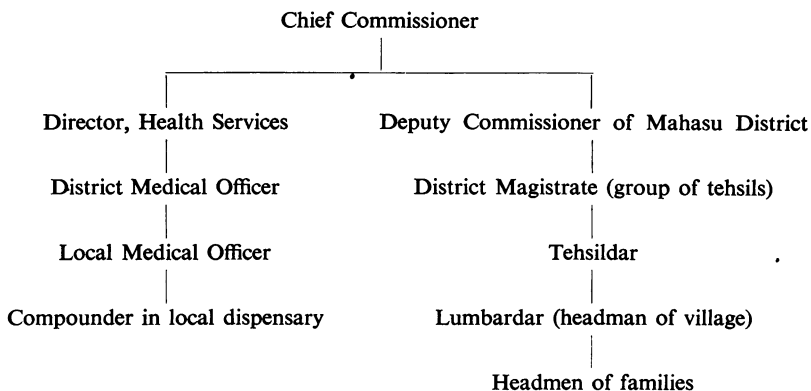 Chief Commissioner
Director, Health Services
Deputy Commissioner of Mahasu District
District Medical Officer
District Magistrate (group of tehsils)
Local Medical Officer
Tehsildar
Compounder in local dispensary
Lumbardar (headman of village)
Headmen of families